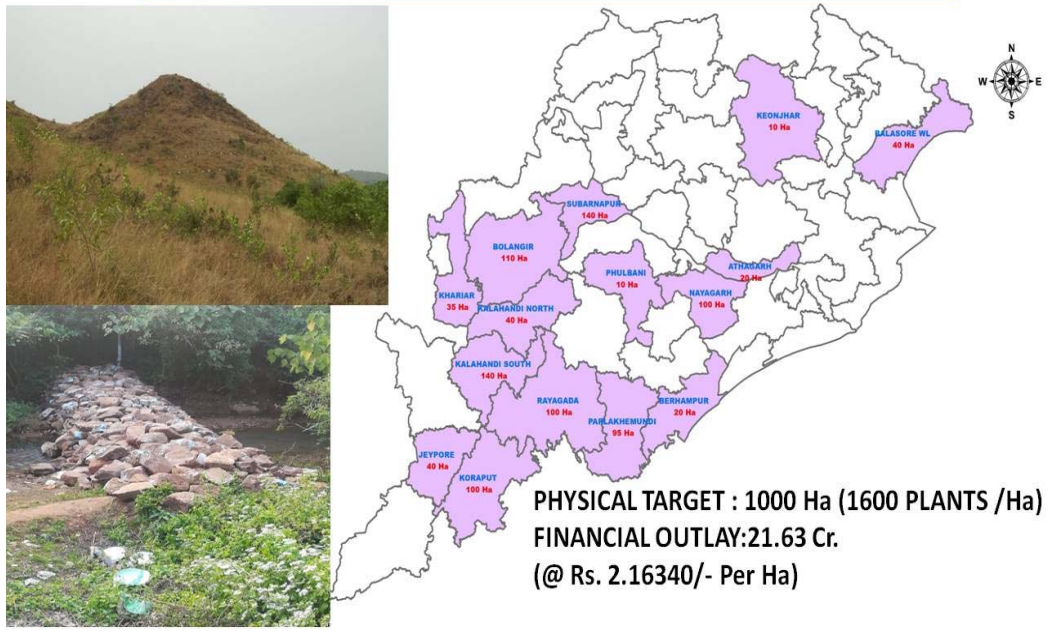 N
W E
S
KEONJHAR
10 Ha
BALASORE WL
40 Ha
SUBARNAPUR
140 Ha
BOLANGIR
110 Ha
PHULBANI
10 Ha
ATHAGARH
20 Ha
NAYAGARH
100 Ha
KHARIAR
35 Ha
KALAHANDI NORTH
40 Ha
KALAHANDI SOUTH
140 Ha
RAYAGADA
100 Ha
BERHAMPUR
20 Ha
PARLAKHEMUNDI
95 Ha
JEYPORE
40 Ha
KORAPUT
100 Ha
PHYSICAL TARGET : 1000 Ha (1600 PLANTS /Ha)
FINANCIAL OUTLAY:21.63 Cr.
(@ Rs. 2.16340/- Per Ha)